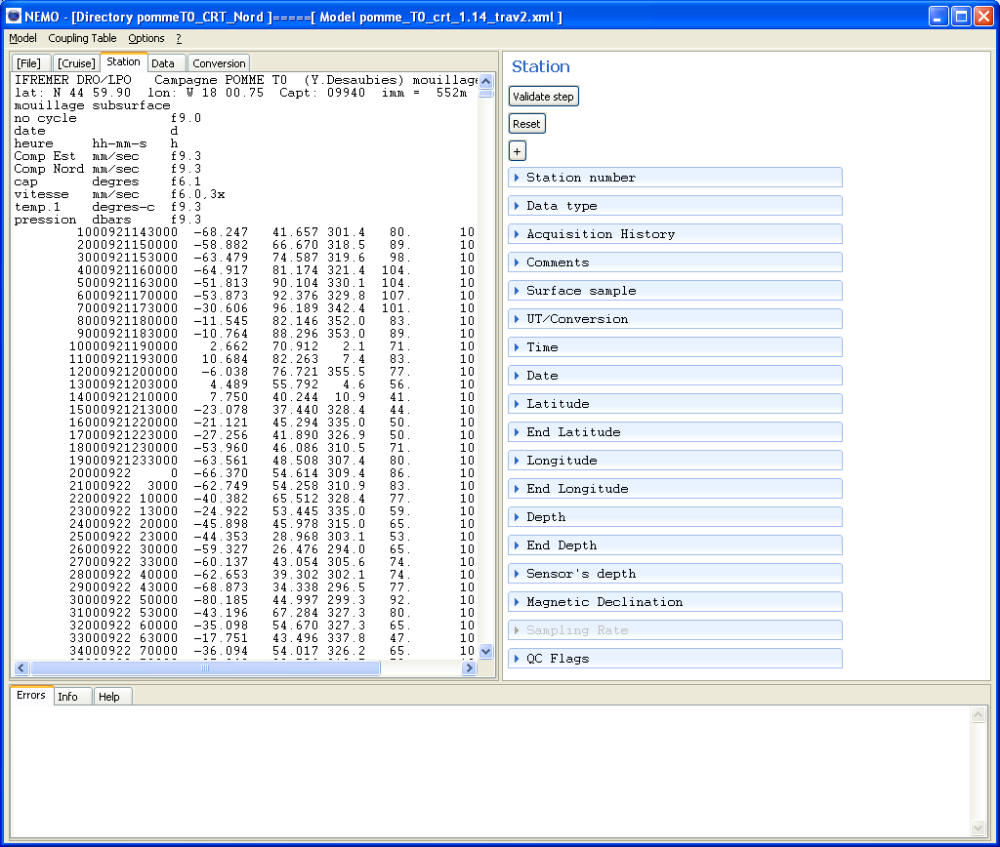 NEMO - [Directory pommeT0_CRT_Nord ]=====[ Model pomme_T0_crt_1.14_trav2.xml ]
Model Coupling Table Options ?
[File] [Cruise] Station Data Conversion
IFREMER DRO/LPO   Campagne POMME T0  (Y.Desaubies) mouillage
lat: N 44 59.90  lon: W 18 00.75  Capt: 09940  imm =  552m
mouillage subsurface
no cycle            f9.0
date                d
heure     hh-mm-s   h
Comp Est  mm/sec    f9.3
Comp Nord mm/sec    f9.3
cap       degres    f6.1
vitesse   mm/sec    f6.0,3x
temp.1    degres-c  f9.3
pression  dbars     f9.3
1000921143000  -68.247   41.657 301.4   80.      10
2000921150000  -58.882   66.670 318.5   89.      10
3000921153000  -63.479   74.587 319.6   98.      10
4000921160000  -64.917   81.174 321.4  104.      10
5000921163000  -51.813   90.104 330.1  104.      10
6000921170000  -53.873   92.376 329.8  107.      10
7000921173000  -30.606   96.189 342.4  101.      10
8000921180000  -11.545   82.146 352.0   83.      10
9000921183000  -10.764   88.296 353.0   89.      10
10000921190000    2.662   70.912   2.1   71.      10
11000921193000   10.684   82.263   7.4   83.      10
12000921200000   -6.038   76.721 355.5   77.      10
13000921203000    4.489   55.792   4.6   56.      10
14000921210000    7.750   40.244  10.9   41.      10
15000921213000  -23.078   37.440 328.4   44.      10
16000921220000  -21.121   45.294 335.0   50.      10
17000921223000  -27.256   41.890 326.9   50.      10
18000921230000  -53.960   46.086 310.5   71.      10
19000921233000  -63.561   48.508 307.4   80.      10
20000922     0  -66.370   54.614 309.4   86.      10
21000922  3000  -62.749   54.258 310.9   83.      10
22000922 10000  -40.382   65.512 328.4   77.      10
23000922 13000  -24.922   53.445 335.0   59.      10
24000922 20000  -45.898   45.978 315.0   65.      10
25000922 23000  -44.353   28.968 303.1   53.      10
26000922 30000  -59.327   26.476 294.0   65.      10
27000922 33000  -60.137   43.054 305.6   74.      10
28000922 40000  -62.653   39.302 302.1   74.      10
29000922 43000  -68.873   34.338 296.5   77.      10
30000922 50000  -80.185   44.997 299.3   92.      10
31000922 53000  -43.196   67.284 327.3   80.      10
32000922 60000  -35.098   54.670 327.3   65.      10
33000922 63000  -17.751   43.496 337.8   47.      10
34000922 70000  -36.094   54.017 326.2   65.      10
Station
Validate step
Reset
+
Station number
Data type
Acquisition History
Comments
Surface sample
UT/Conversion
Time
Date
Latitude
End Latitude
Longitude
End Longitude
Depth
End Depth
Sensor's depth
Magnetic Declination
Sampling Rate
QC Flags
Errors Info Help